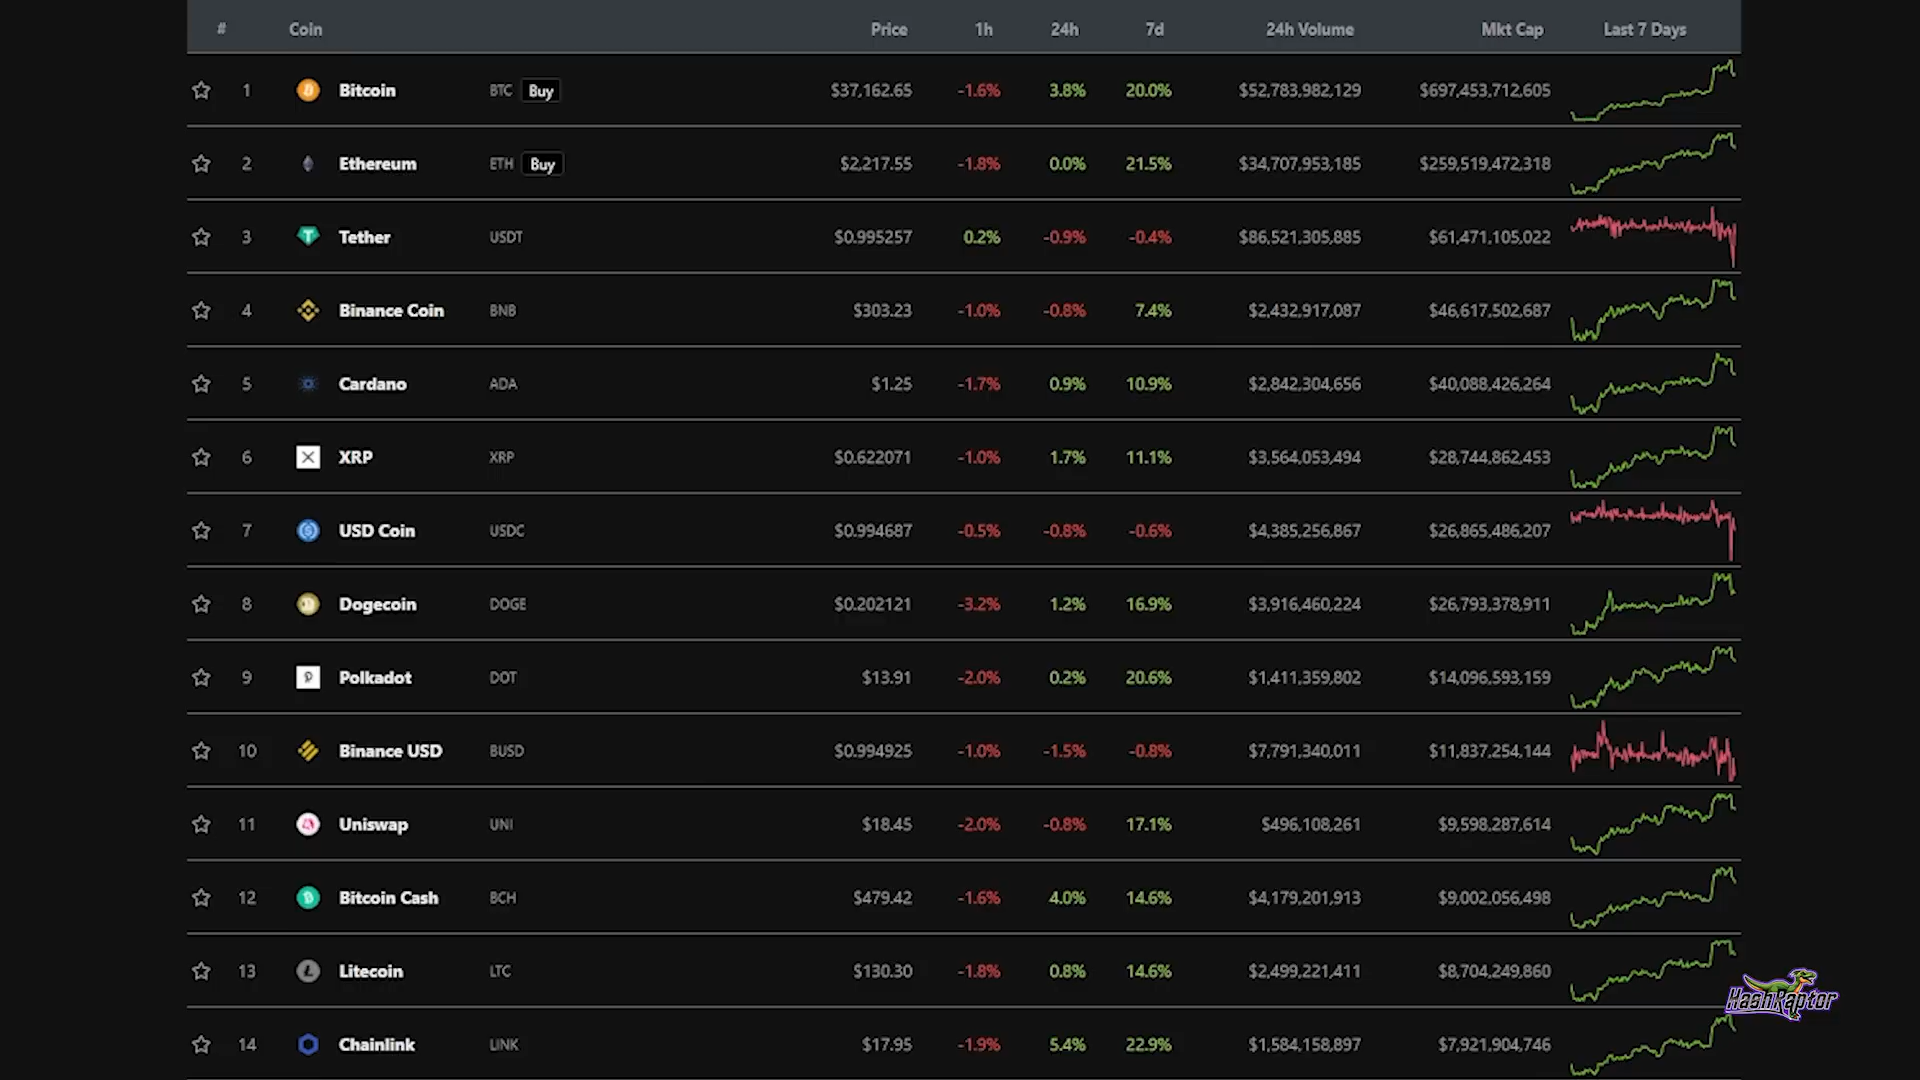 # Coin Price 1h 24h 7d 24h Volume Mkt Cap Last 7 Days
1 Bitcoin BTC Buy $37,162.65 -1.6% 3.8% 20.0% $52,783,982,129 $697,453,712,605
2 Ethereum ETH Buy $2,217.55 -1.8% 0.0% 21.5% $34,707,953,185 $259,519,472,318
3 Tether USDT $0.995257 0.2% -0.9% -0.4% $86,521,305,885 $61,471,105,022
4 Binance Coin BNB $303.23 -1.0% -0.8% 7.4% $2,432,917,087 $46,617,502,687
5 Cardano ADA $1.25 -1.7% 0.9% 10.9% $2,842,304,656 $40,088,426,264
6 XRP XRP $0.622071 -1.0% 1.7% 11.1% $3,564,053,494 $28,744,862,453
7 USD Coin USDC $0.994687 -0.5% -0.8% -0.6% $4,385,256,867 $26,865,486,207
8 Dogecoin DOGE $0.202121 -3.2% 1.2% 16.9% $3,916,460,224 $26,793,378,911
9 Polkadot DOT $13.91 -2.0% 0.2% 20.6% $1,411,359,802 $14,096,593,159
10 Binance USD BUSD $0.994925 -1.0% -1.5% -0.8% $7,791,340,011 $11,837,254,144
11 Uniswap UNI $18.45 -2.0% -0.8% 17.1% $496,108,261 $9,598,287,614
12 Bitcoin Cash BCH $479.42 -1.6% 4.0% 14.6% $4,179,201,913 $9,002,056,498
13 Litecoin LTC $130.30 -1.8% 0.8% 14.6% $2,499,221,411 $8,704,249,860
HashRaptor
14 Chainlink LINK $17.95 -1.9% 5.4% 22.9% $1,584,158,897 $7,921,904,746